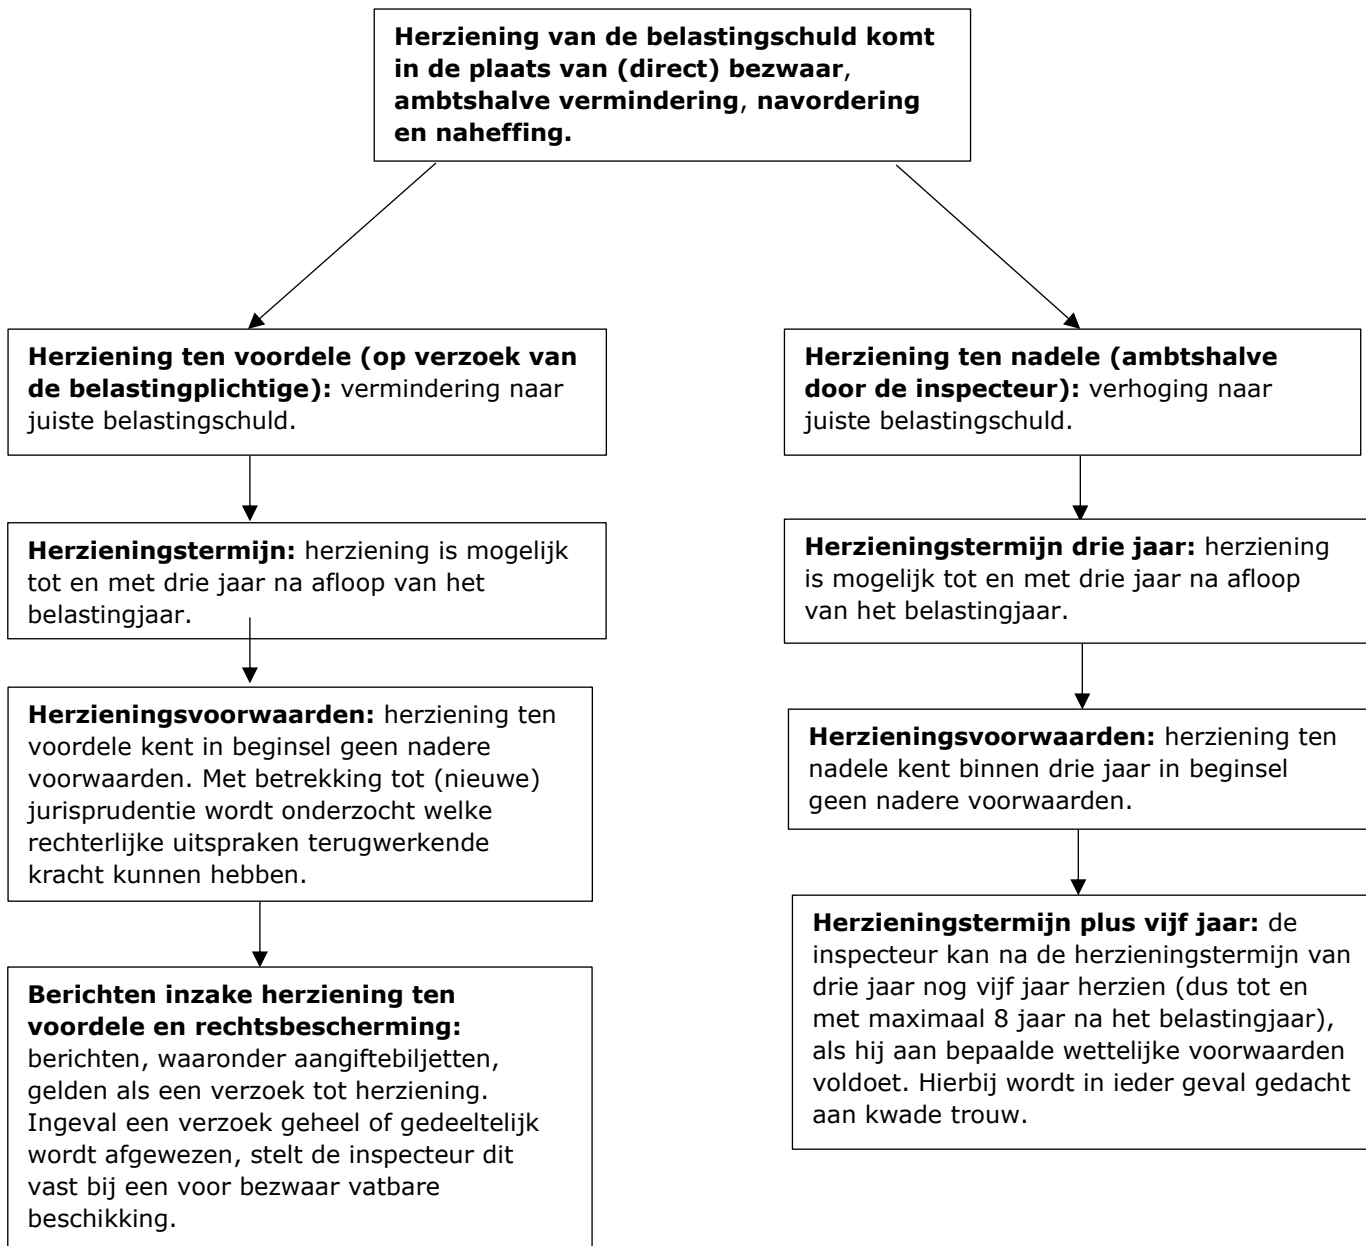 Herziening van de belastingschuld komt
in de plaats van (direct) bezwaar,
ambtshalve vermindering, navordering
en naheffing.
Herziening ten voordele (op verzoek van
de belastingplichtige): vermindering naar
juiste belastingschuld.
Herzieningstermijn: herziening is mogelijk
tot en met drie jaar na afloop van het
belastingjaar.
Herzieningsvoorwaarden: herziening ten
voordele kent in beginsel geen nadere
voorwaarden. Met betrekking tot (nieuwe)
jurisprudentie wordt onderzocht welke
rechterlijke uitspraken terugwerkende
kracht kunnen hebben.
Berichten inzake herziening ten
voordele en rechtsbescherming:
berichten, waaronder aangiftebiljetten,
gelden als een verzoek tot herziening.
Ingeval een verzoek geheel of gedeeltelijk
wordt afgewezen, stelt de inspecteur dit
vast bij een voor bezwaar vatbare
beschikking.
Herziening ten nadele (ambtshalve
door de inspecteur): verhoging naar
juiste belastingschuld.
Herzieningstermijn drie jaar: herziening
is mogelijk tot en met drie jaar na afloop
van het belastingjaar.
Herzieningsvoorwaarden: herziening ten
nadele kent binnen drie jaar in beginsel
geen nadere voorwaarden.
Herzieningstermijn plus vijf jaar: de
inspecteur kan na de herzieningstermijn van
drie jaar nog vijf jaar herzien (dus tot en
met maximaal 8 jaar na het belastingjaar),
als hij aan bepaalde wettelijke voorwaarden
voldoet. Hierbij wordt in ieder geval gedacht
aan kwade trouw.